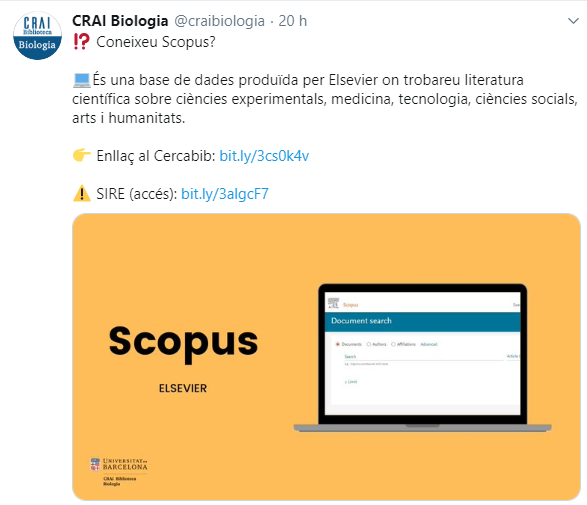 CRAI
Biblioteca
Biologia
CRAI Biologia @craibiologia · 20 h
⁉️ Coneixeu Scopus?
💻És una base de dades produïda per Elsevier on trobareu literatura
científica sobre ciències experimentals, medicina, tecnologia, ciències socials,
arts i humanitats.
👉 Enllaç al Cercabib: bit.ly/3cs0k4v
⚠️ SIRE (accés): bit.ly/3algcF7
Scopus
ELSEVIER
Scopus
Document search
Documents Authors Affiliations Advanced
Search
Limit
UNIVERSITAT DE
BARCELONA
CRAI Biblioteca
Biologia